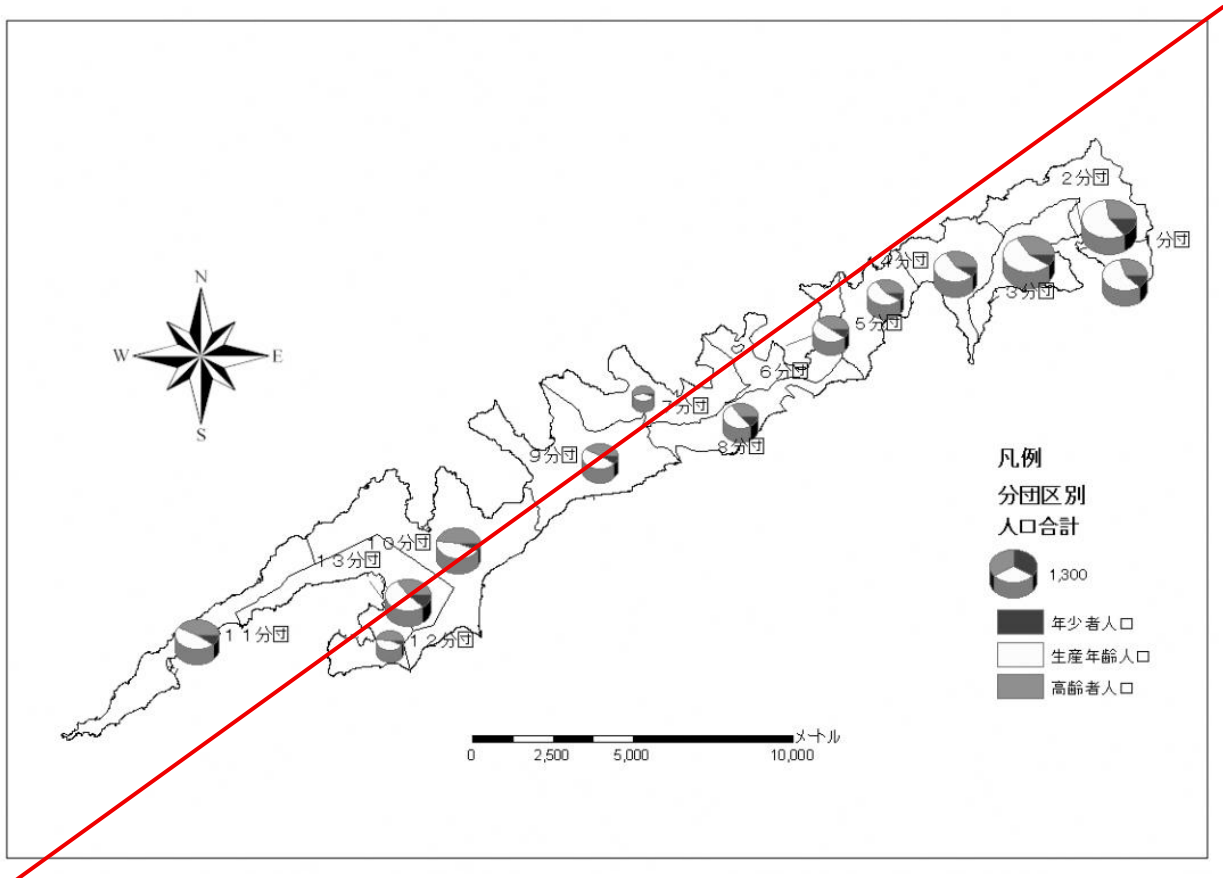 2分団
1分団
4分団
3分団
5分団
6分団
7分団
8分団
9分団
10分団
13分団
11分団
12分団
N
W
E
S
凡例
分団区別
人口合計
1,300
年少者人口
生産年齢人口
高齢者人口
メートル
0 2,500 5,000 10,000